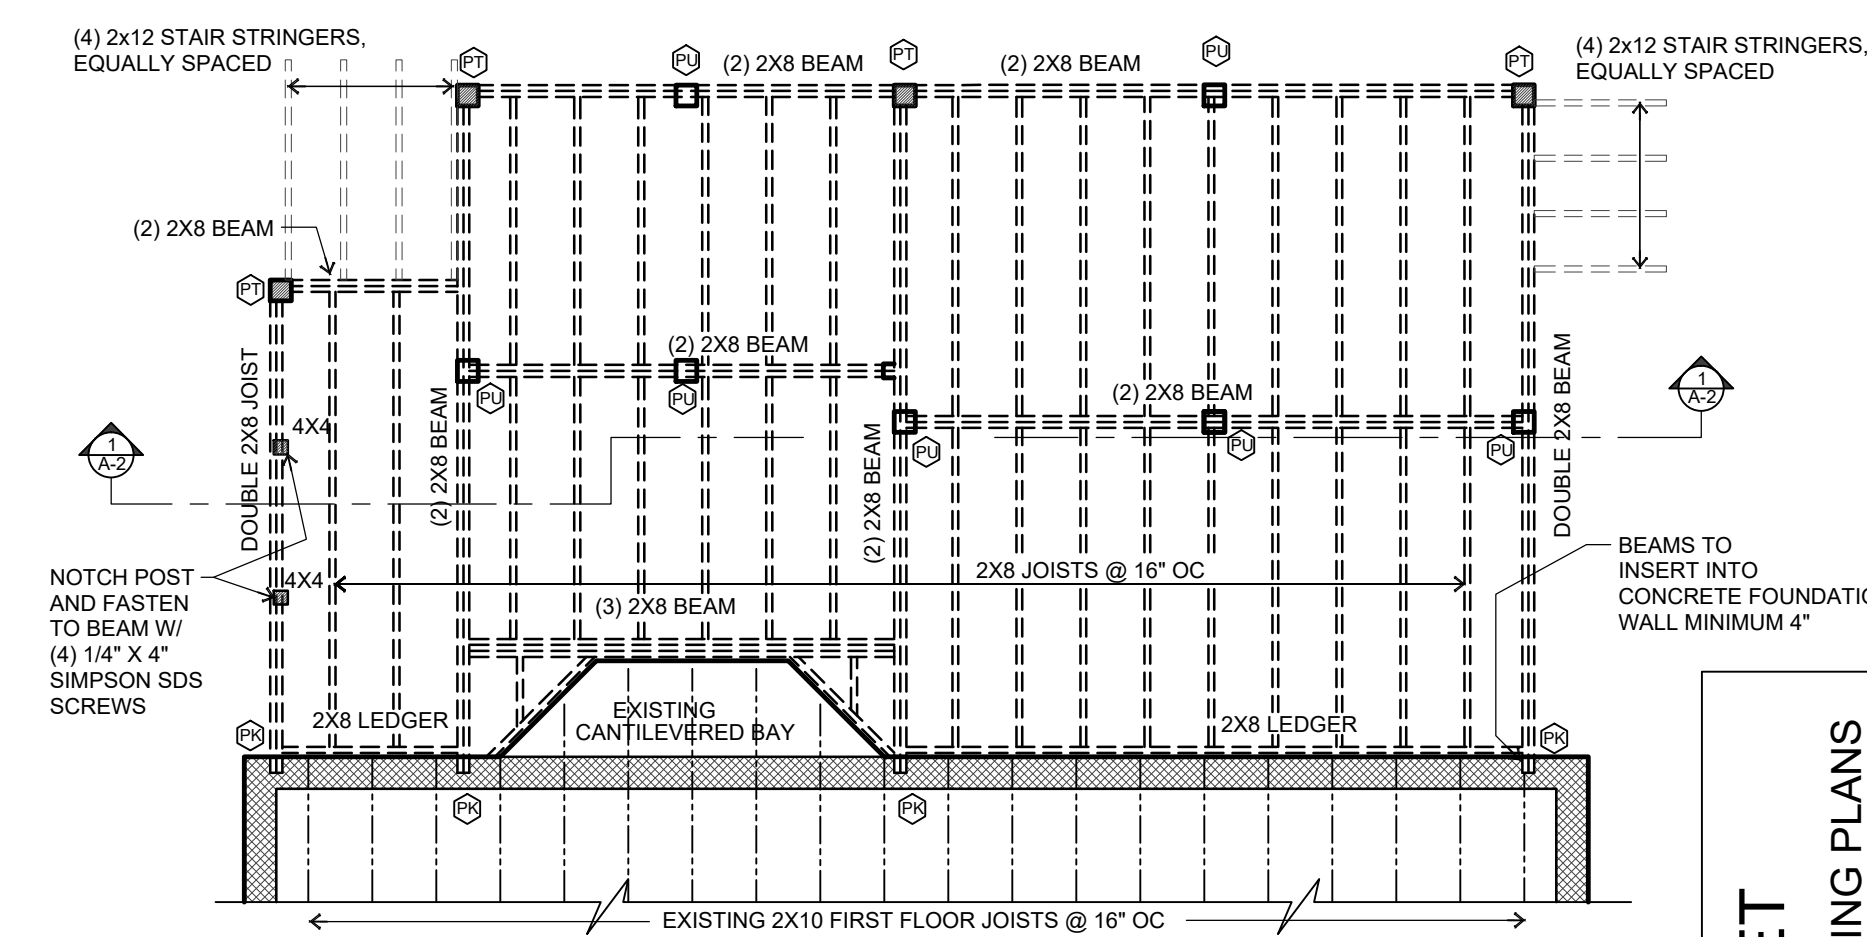 (4) 2x12 STAIR STRINGERS,
EQUALLY SPACED
PT
PU
(2) 2X8 BEAM
PT
(2) 2X8 BEAM
PU
PT
(4) 2x12 STAIR STRINGERS,
EQUALLY SPACED
(2) 2X8 BEAM
PT
(2) 2X8 BEAM
PU
PU
(2) 2X8 BEAM
PU
PU
PU
1
A-2
1
A-2
DOUBLE 2X8 JOIST
4X4
(2) 2X8 BEAM
(2) 2X8 BEAM
DOUBLE 2X8 BEAM
NOTCH POST
AND FASTEN
TO BEAM W/
(4) 1/4" X 4"
SIMPSON SDS
SCREWS
4X4
2X8 JOISTS @ 16" OC
(3) 2X8 BEAM
BEAMS TO
INSERT INTO
CONCRETE FOUNDATIO
WALL MINIMUM 4"
PK
2X8 LEDGER
EXISTING
CANTILEVERED BAY
2X8 LEDGER
PK
PK
PK
EXISTING 2X10 FIRST FLOOR JOISTS @ 16" OC
ET
ING PLANS